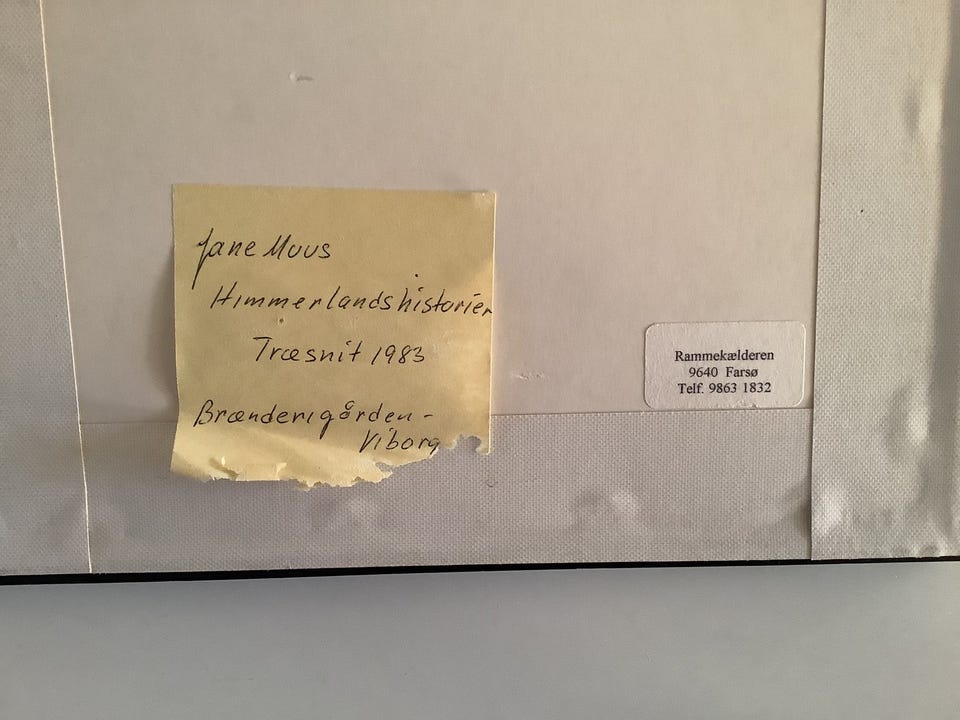 Jane Muus
Himmerlandshistorier
Træsnit 1983
Brænderigården -
Viborg
Rammekælderen
9640 Farsø
Telf. 9863 1832